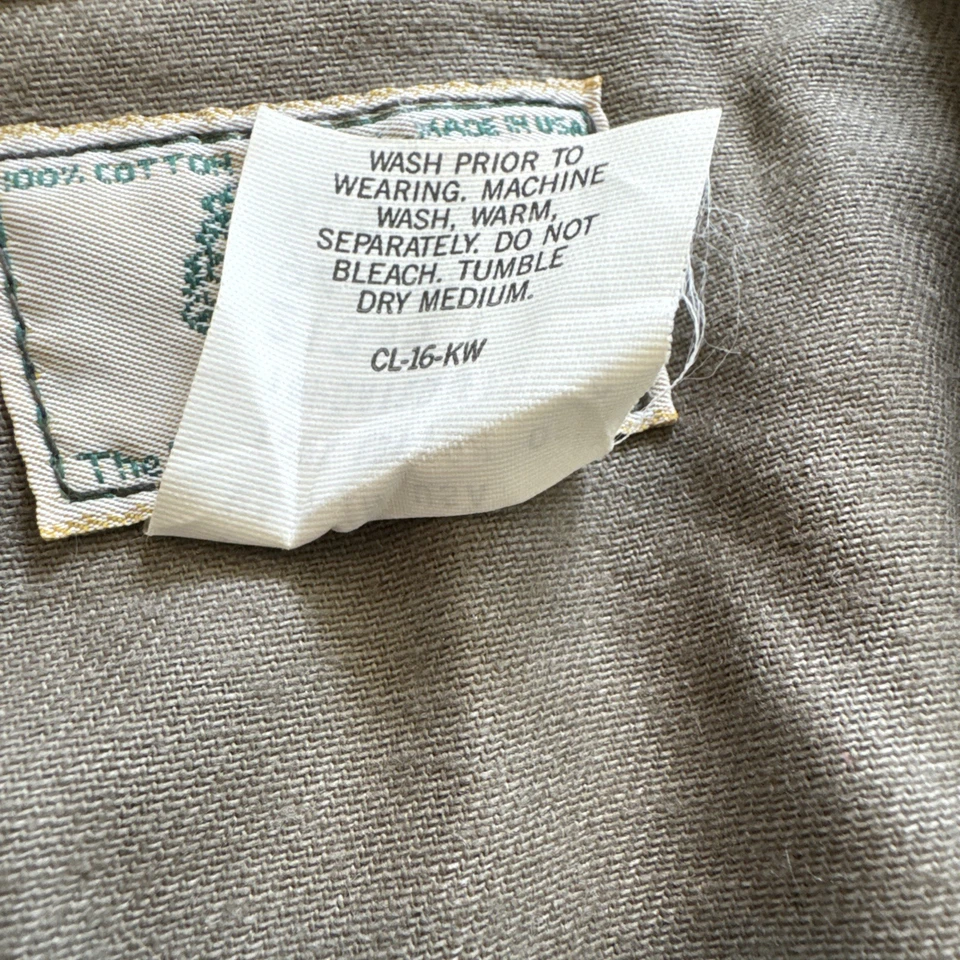 MADE IN USA
100% COTTON
WASH PRIOR TO
WEARING. MACHINE
WASH, WARM,
SEPARATELY. DO NOT
BLEACH. TUMBLE
DRY MEDIUM.
CL-16-KW
The